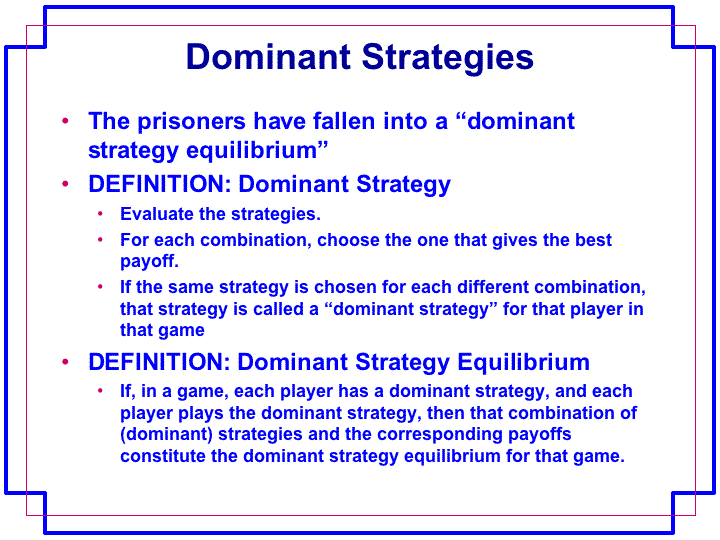 Dominant Strategies
• The prisoners have fallen into a “dominant
strategy equilibrium”
• DEFINITION: Dominant Strategy
• Evaluate the strategies.
• For each combination, choose the one that gives the best
payoff.
• If the same strategy is chosen for each different combination,
that strategy is called a “dominant strategy” for that player in
that game
• DEFINITION: Dominant Strategy Equilibrium
• If, in a game, each player has a dominant strategy, and each
player plays the dominant strategy, then that combination of
(dominant) strategies and the corresponding payoffs
constitute the dominant strategy equilibrium for that game.